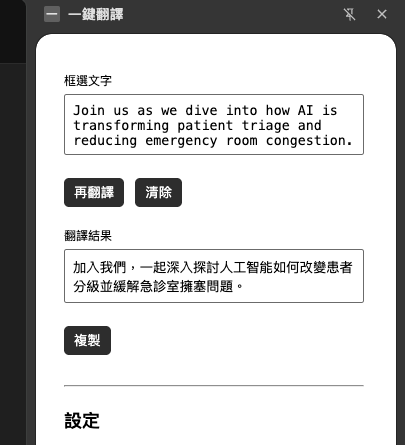 一鍵翻譯
框選文字
Join us as we dive into how AI is
transforming patient triage and
reducing emergency room congestion.
再翻譯 清除
翻譯結果
加入我們，一起深入探討人工智能如何改變患者
分級並緩解急診室擁塞問題。
複製
設定